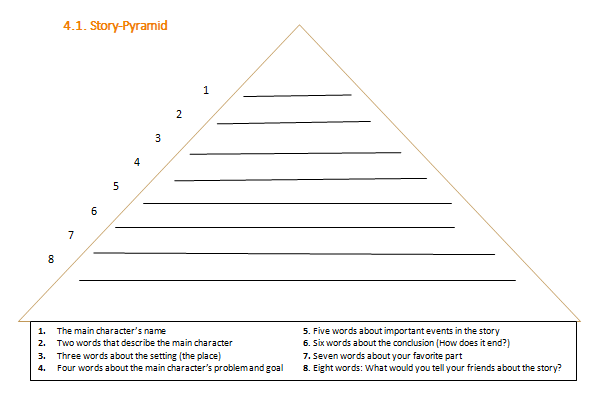 4.1. Story-Pyramid
1
2
3
4
5
6
7
8
1. The main character's name
2. Two words that describe the main character
3. Three words about the setting (the place)
4. Four words about the main character's problem and goal
5. Five words about important events in the story
6. Six words about the conclusion (How does it end?)
7. Seven words about your favorite part
8. Eight words: What would you tell your friends about the story?